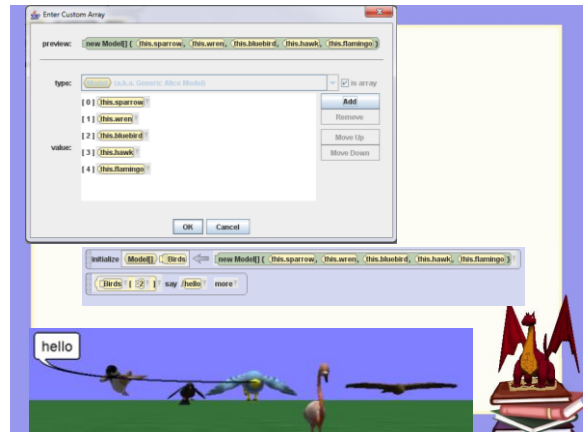 Enter Custom Array
preview: new Model[] { this.sparrow, this.wren, this.bluebird, this.hawk, this.flamingo }
type: Model (a.k.a. Generic Alice Model) is array
value:
[ 0 ] this.sparrow
[ 1 ] this.wren
[ 2 ] this.bluebird
[ 3 ] this.hawk
[ 4 ] this.flamingo
Add
Remove
Move Up
Move Down
OK Cancel
initialize Model[] Birds new Model[] { this.sparrow, this.wren, this.bluebird, this.hawk, this.flamingo }
Birds [ 2 ] say hello more
hello